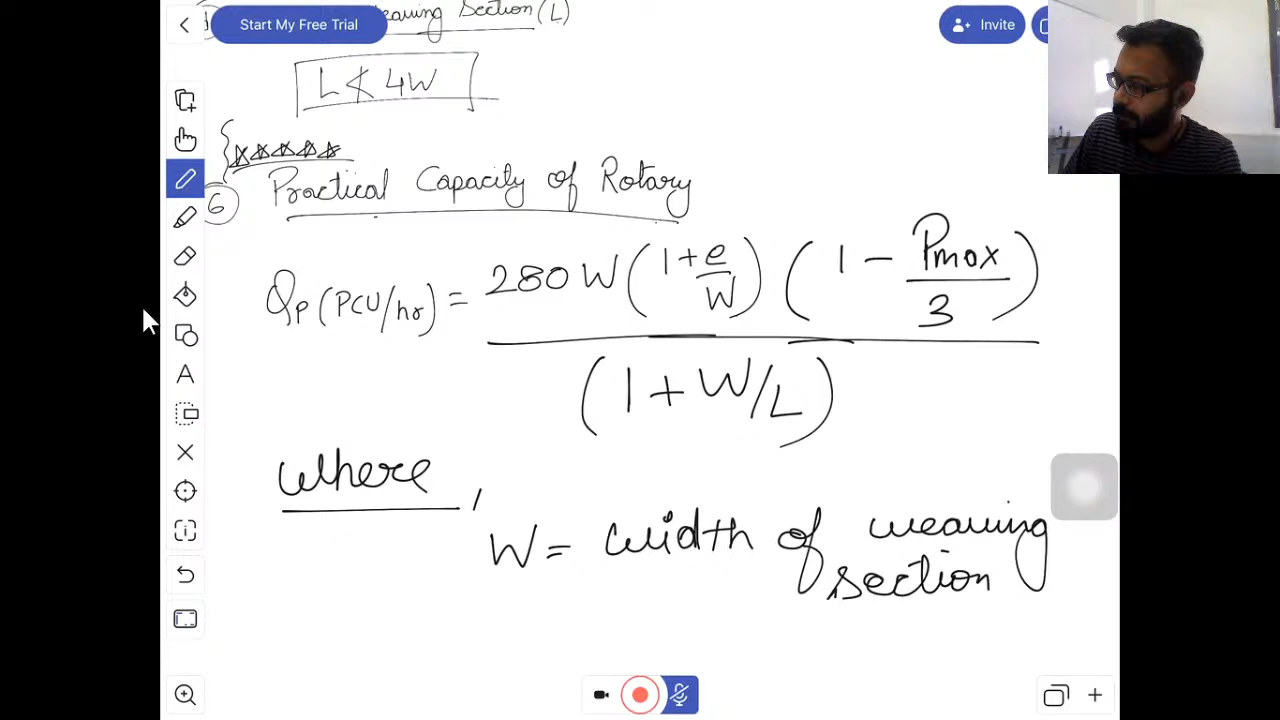 Start My Free Trial
weaving Section (L)
Invite
L ≮ 4W
6 Practical Capacity of Rotary
Qp (PCU/hr) = 280 W (1 + e/W) (1 - Pmax/3)
(1 + W/L)
where,
W = width of weaving
section
A